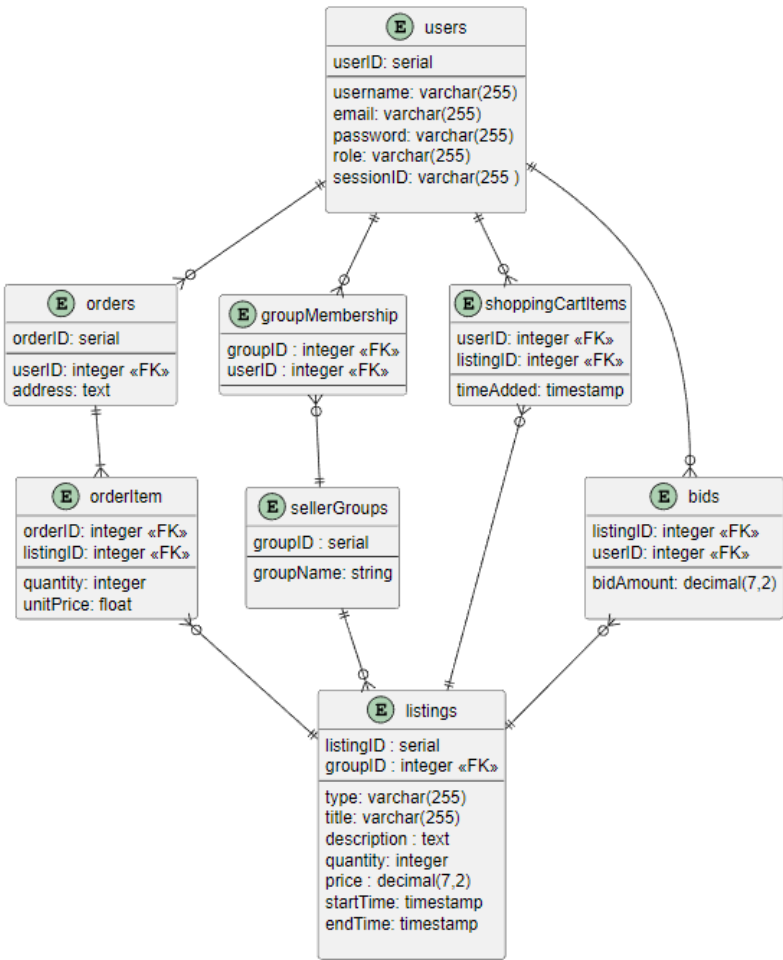 E users
userID: serial
username: varchar(255)
email: varchar(255)
password: varchar(255)
role: varchar(255)
sessionID: varchar(255 )
E orders
orderID: serial
userID: integer «FK»
address: text
E groupMembership
groupID : integer «FK»
userID : integer «FK»
E shoppingCartItems
userID: integer «FK»
listingID: integer «FK»
timeAdded: timestamp
E orderItem
orderID: integer «FK»
listingID: integer «FK»
quantity: integer
unitPrice: float
E sellerGroups
groupID : serial
groupName: string
E bids
listingID: integer «FK»
userID: integer «FK»
bidAmount: decimal(7,2)
E listings
listingID : serial
groupID : integer «FK»
type: varchar(255)
title: varchar(255)
description : text
quantity: integer
price : decimal(7,2)
startTime: timestamp
endTime: timestamp